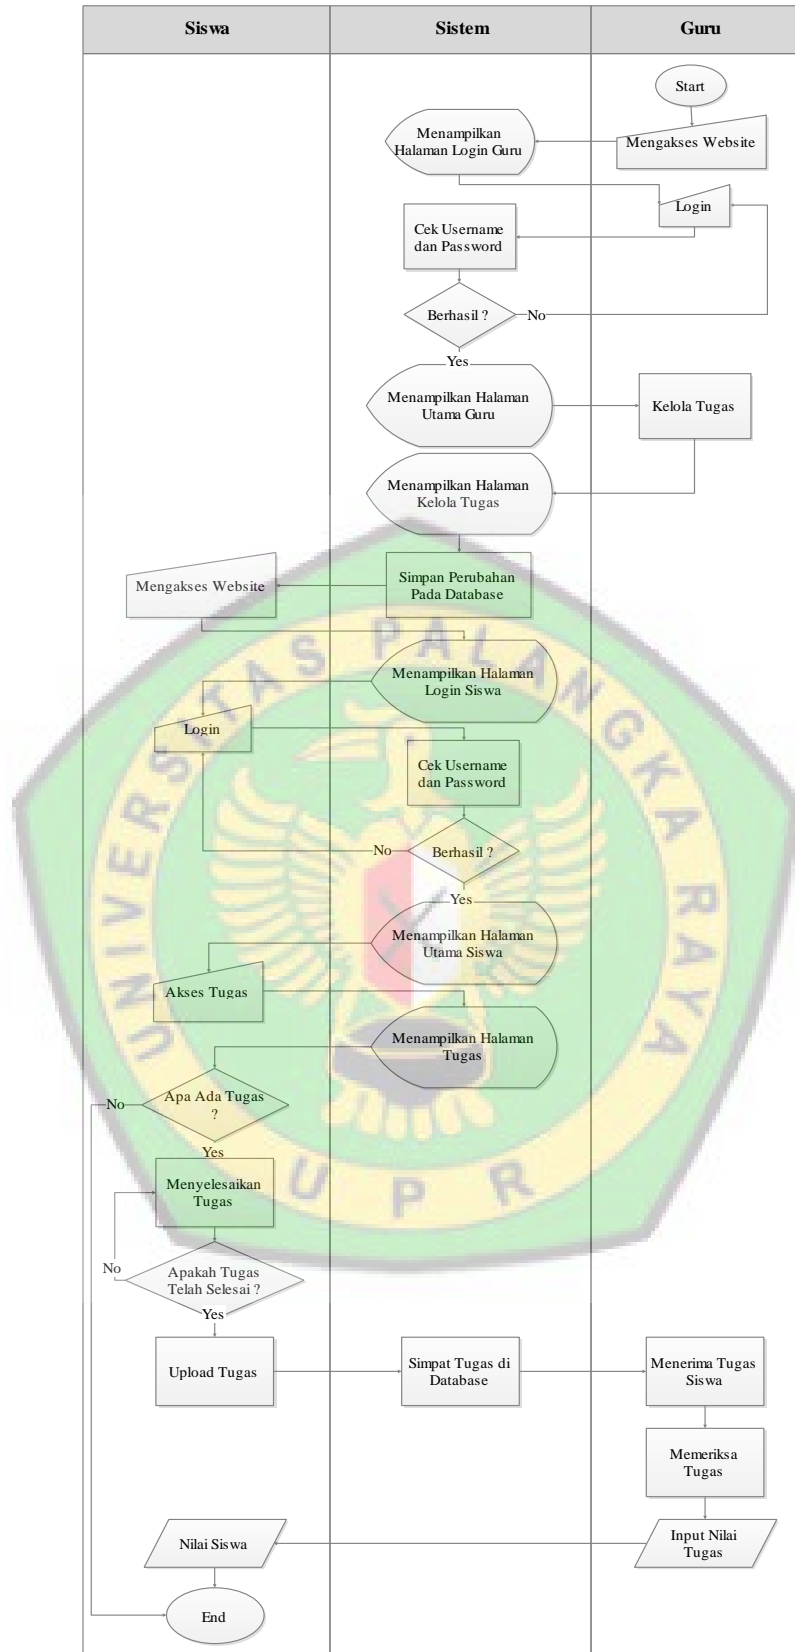 Siswa
Sistem
Guru
Start
Menampilkan
Halaman Login Guru
Mengakses Website
Login
Cek Username
dan Password
Berhasil ?
No
Yes
Menampilkan Halaman
Utama Guru
Kelola Tugas
Menampilkan Halaman
Kelola Tugas
Mengakses Website
Simpan Perubahan
Pada Database
Menampilkan Halaman
Login Siswa
Login
Cek Username
dan Password
No
Berhasil ?
Yes
Menampilkan Halaman
Utama Siswa
Akses Tugas
Menampilkan Halaman
Tugas
No
Apa Ada Tugas
?
Yes
Menyelesaikan
Tugas
No
Apakah Tugas
Telah Selesai ?
Yes
Upload Tugas
Simpat Tugas di
Database
Menerima Tugas
Siswa
Memeriksa
Tugas
Input Nilai
Tugas
Nilai Siswa
End
UNIVERSITAS PALANGKA RAYA
UPR